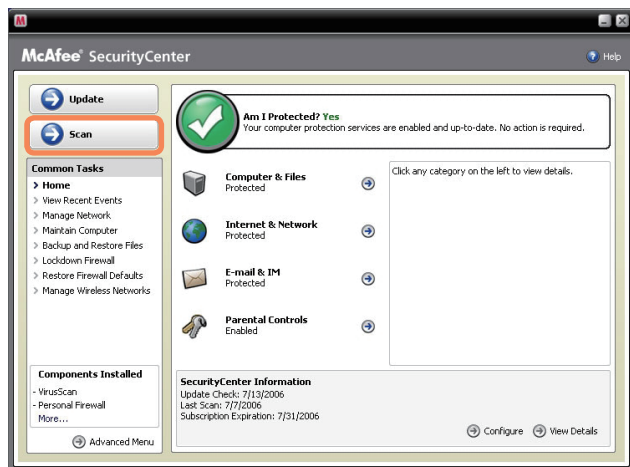 M
McAfee® SecurityCenter
Help
Update
Scan
Common Tasks
Home
View Recent Events
Manage Network
Maintain Computer
Backup and Restore Files
Lockdown Firewall
Restore Firewall Defaults
Manage Wireless Networks
Components Installed
- VirusScan
- Personal Firewall
More...
Advanced Menu
Am I Protected? Yes
Your computer protection services are enabled and up-to-date. No action is required.
Computer & Files
Protected
Internet & Network
Protected
E-mail & IM
Protected
Parental Controls
Enabled
Click any category on the left to view details.
SecurityCenter Information
Update Check: 7/13/2006
Last Scan: 7/7/2006
Subscription Expiration: 7/31/2006
Configure
View Details